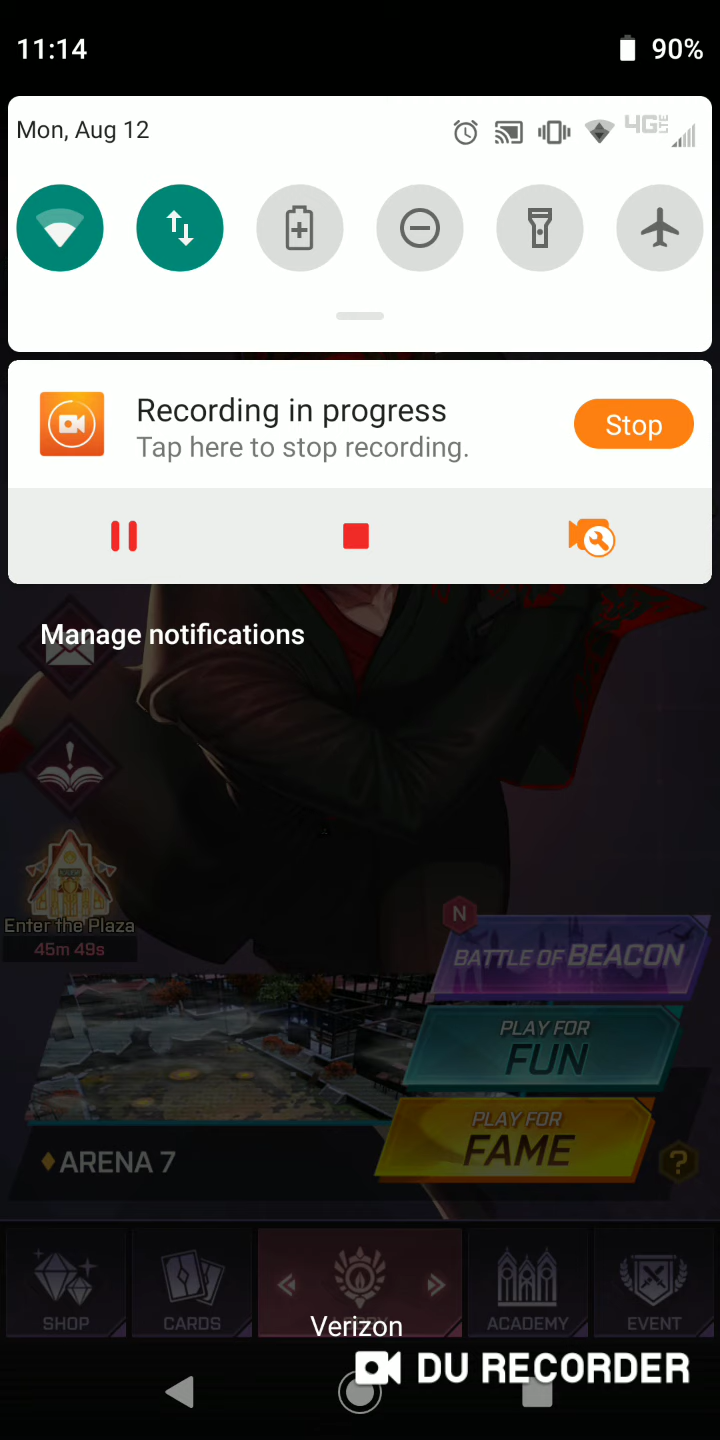 11:14
90%
Mon, Aug 12
4G LTE
Recording in progress
Tap here to stop recording.
Stop
Manage notifications
Enter the Plaza
45m 49s
N
BATTLE OF BEACON
PLAY FOR
FUN
PLAY FOR
FAME
ARENA 7
?
SHOP
CARDS
ACADEMY
EVENT
Verizon
DU RECORDER